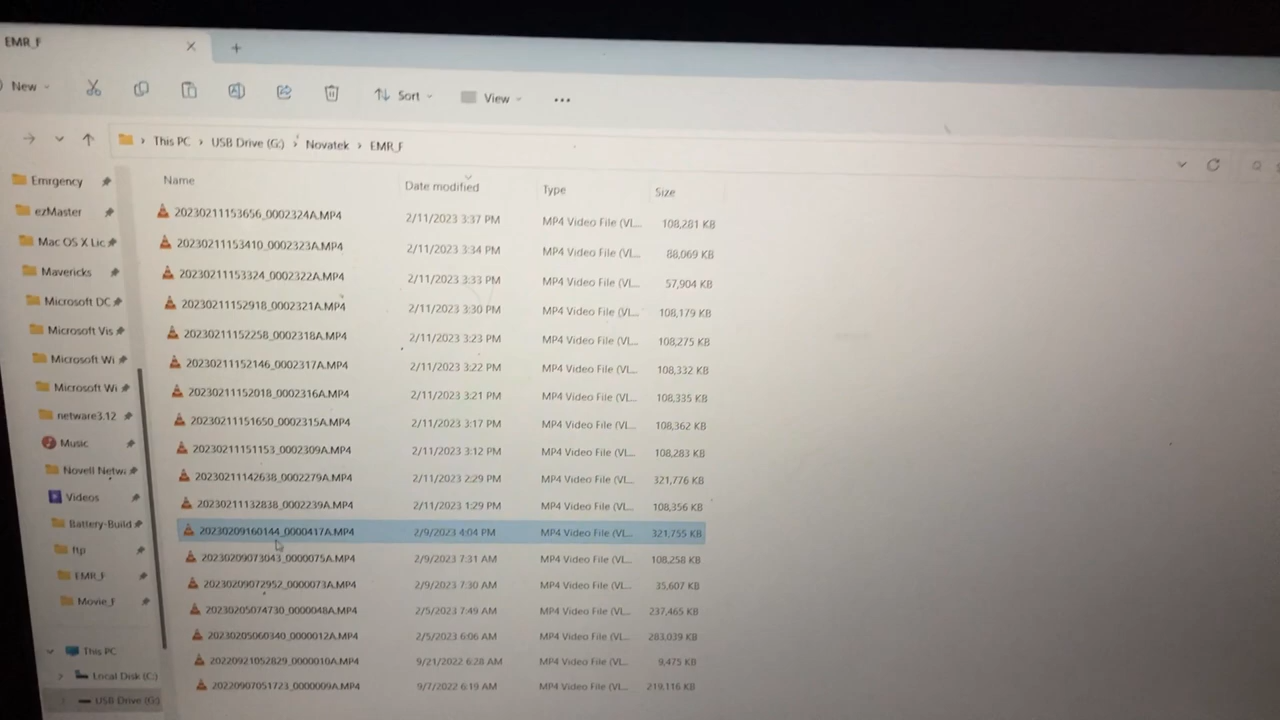 EMR_F
New
Sort
View
This PC > USB Drive (G:) > Novatek > EMR_F
Name Date modified Type Size
Emrgency
ezMaster
Mac OS X Lic
Mavericks
Microsoft DC
Microsoft Vis
Microsoft Wi
Microsoft Wi
netware3.12
Music
Novell Netw
Videos
Battery-Build
ftp
EMR_F
Movie_F
This PC
Local Disk (C:)
USB Drive (G:)
20230211153656_0002324A.MP4 2/11/2023 3:37 PM MP4 Video File (VL... 108,281 KB
20230211153410_0002323A.MP4 2/11/2023 3:34 PM MP4 Video File (VL... 88,069 KB
20230211153324_0002322A.MP4 2/11/2023 3:33 PM MP4 Video File (VL... 57,904 KB
20230211152918_0002321A.MP4 2/11/2023 3:30 PM MP4 Video File (VL... 108,179 KB
20230211152258_0002318A.MP4 2/11/2023 3:23 PM MP4 Video File (VL... 108,275 KB
20230211152146_0002317A.MP4 2/11/2023 3:22 PM MP4 Video File (VL... 108,332 KB
20230211152018_0002316A.MP4 2/11/2023 3:21 PM MP4 Video File (VL... 108,335 KB
20230211151650_0002315A.MP4 2/11/2023 3:17 PM MP4 Video File (VL... 108,362 KB
20230211151153_0002309A.MP4 2/11/2023 3:12 PM MP4 Video File (VL... 108,283 KB
20230211142638_0002279A.MP4 2/11/2023 2:29 PM MP4 Video File (VL... 321,776 KB
20230211132838_0002239A.MP4 2/11/2023 1:29 PM MP4 Video File (VL... 108,356 KB
20230209160144_0000417A.MP4 2/9/2023 4:04 PM MP4 Video File (VL... 321,755 KB
20230209073043_0000075A.MP4 2/9/2023 7:31 AM MP4 Video File (VL... 108,258 KB
20230209072952_0000073A.MP4 2/9/2023 7:30 AM MP4 Video File (VL... 35,607 KB
20230205074730_0000048A.MP4 2/5/2023 7:49 AM MP4 Video File (VL... 237,465 KB
20230205060340_0000012A.MP4 2/5/2023 6:06 AM MP4 Video File (VL... 283,039 KB
20220921052829_0000010A.MP4 9/21/2022 6:28 AM MP4 Video File (VL... 9,475 KB
20220907051723_0000009A.MP4 9/7/2022 6:19 AM MP4 Video File (VL... 219,116 KB